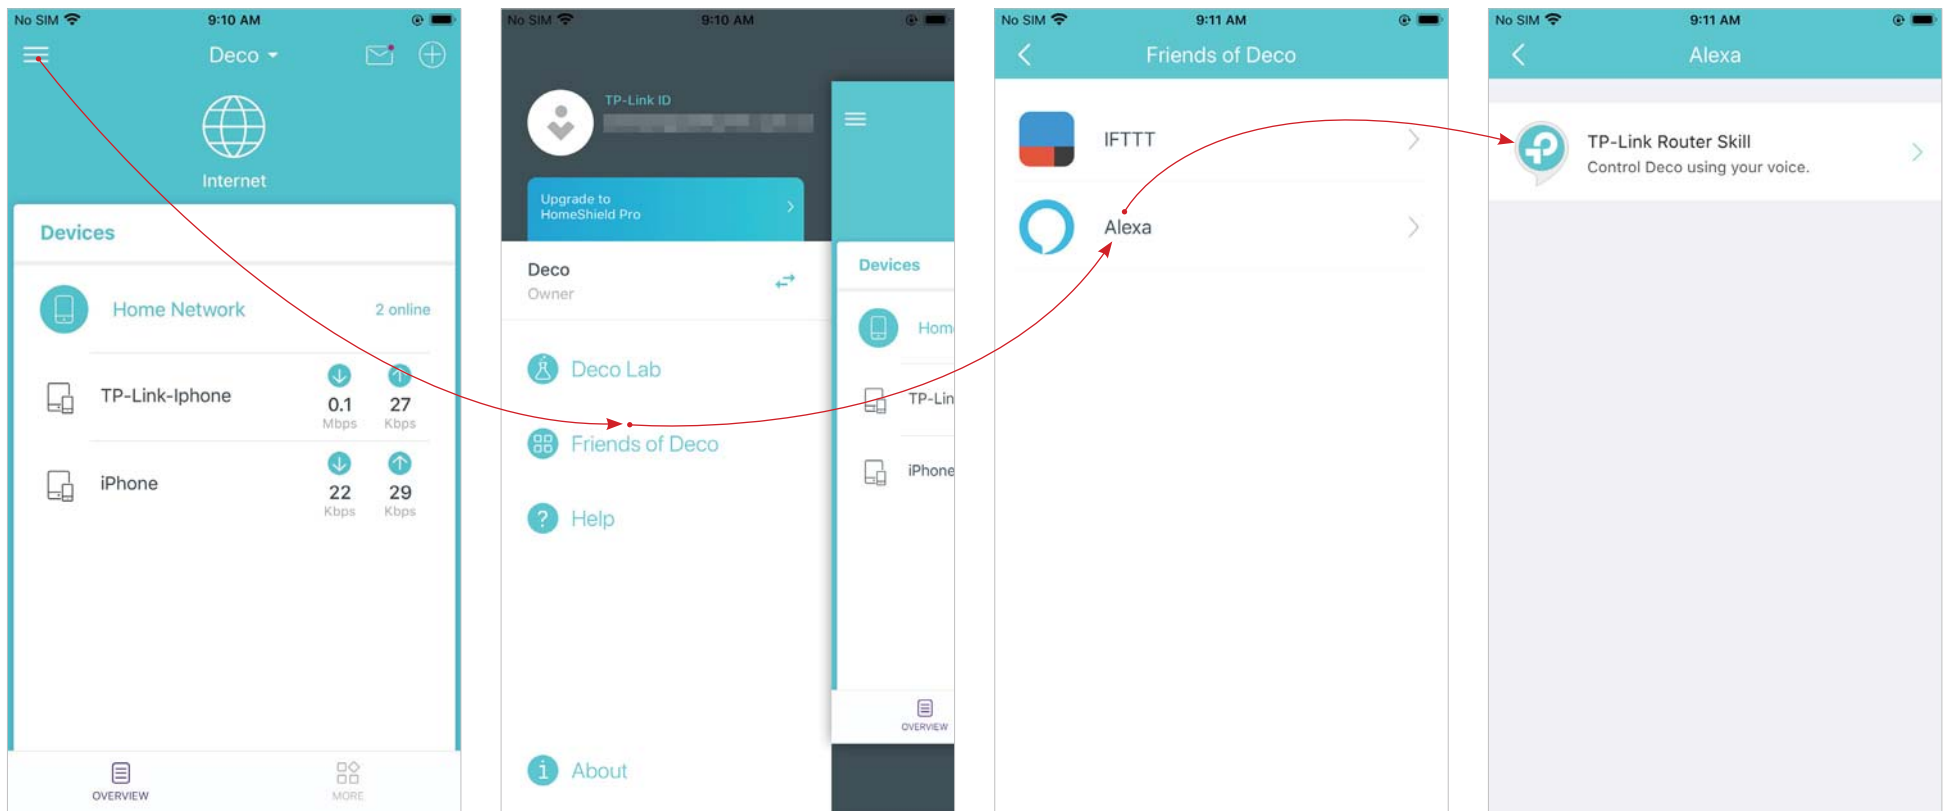 No SIM 9:10 AM
Deco
Internet
Devices
Home Network 2 online
TP-Link-Iphone 0.1 27
Mbps Kbps
iPhone 22 29
Kbps Kbps
OVERVIEW MORE
No SIM 9:10 AM
TP-Link ID
Upgrade to
HomeShield Pro
Deco
Owner
Deco Lab
Friends of Deco
Help
About
Devices
Hom
TP-Lin
iPhone
OVERVIEW
No SIM 9:11 AM
Friends of Deco
IFTTT
Alexa
No SIM 9:11 AM
Alexa
TP-Link Router Skill
Control Deco using your voice.